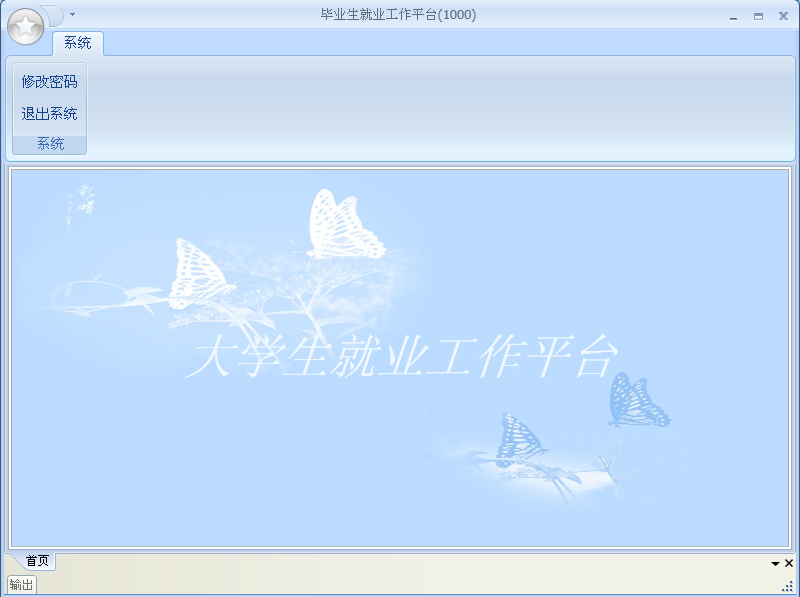 毕业生就业工作平台(1000)
系统
修改密码
退出系统
系统
大学生就业工作平台
首页
输出